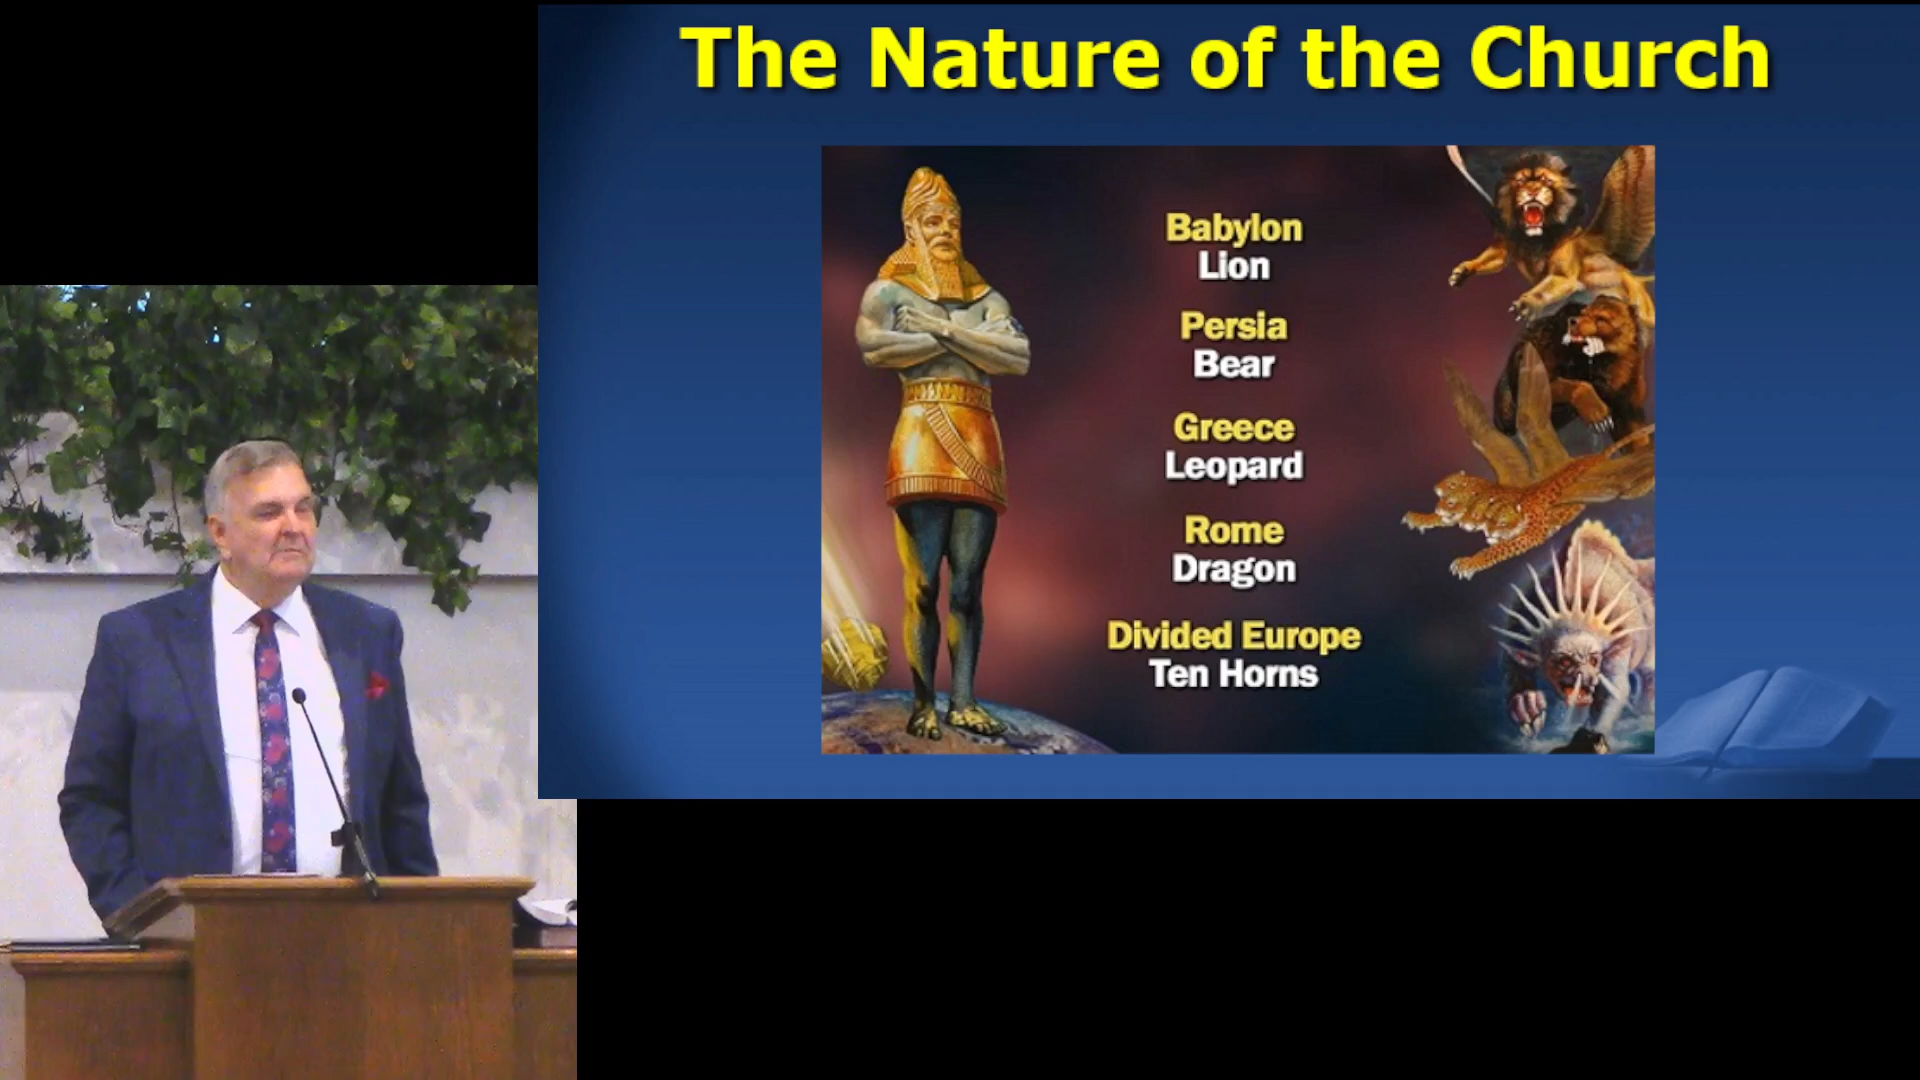 The Nature of the Church
Babylon
Lion
Persia
Bear
Greece
Leopard
Rome
Dragon
Divided Europe
Ten Horns